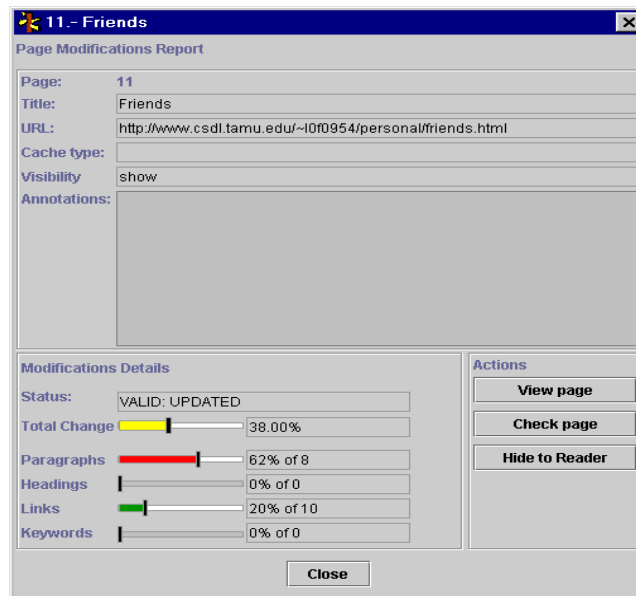 11.- Friends
Page Modifications Report
Page: 11
Title: Friends
URL: http://www.csdl.tamu.edu/~l0f0954/personal/friends.html
Cache type:
Visibility show
Annotations:
Modifications Details
Status: VALID: UPDATED
Total Change 38.00%
Paragraphs 62% of 8
Headings 0% of 0
Links 20% of 10
Keywords 0% of 0
Actions
View page
Check page
Hide to Reader
Close